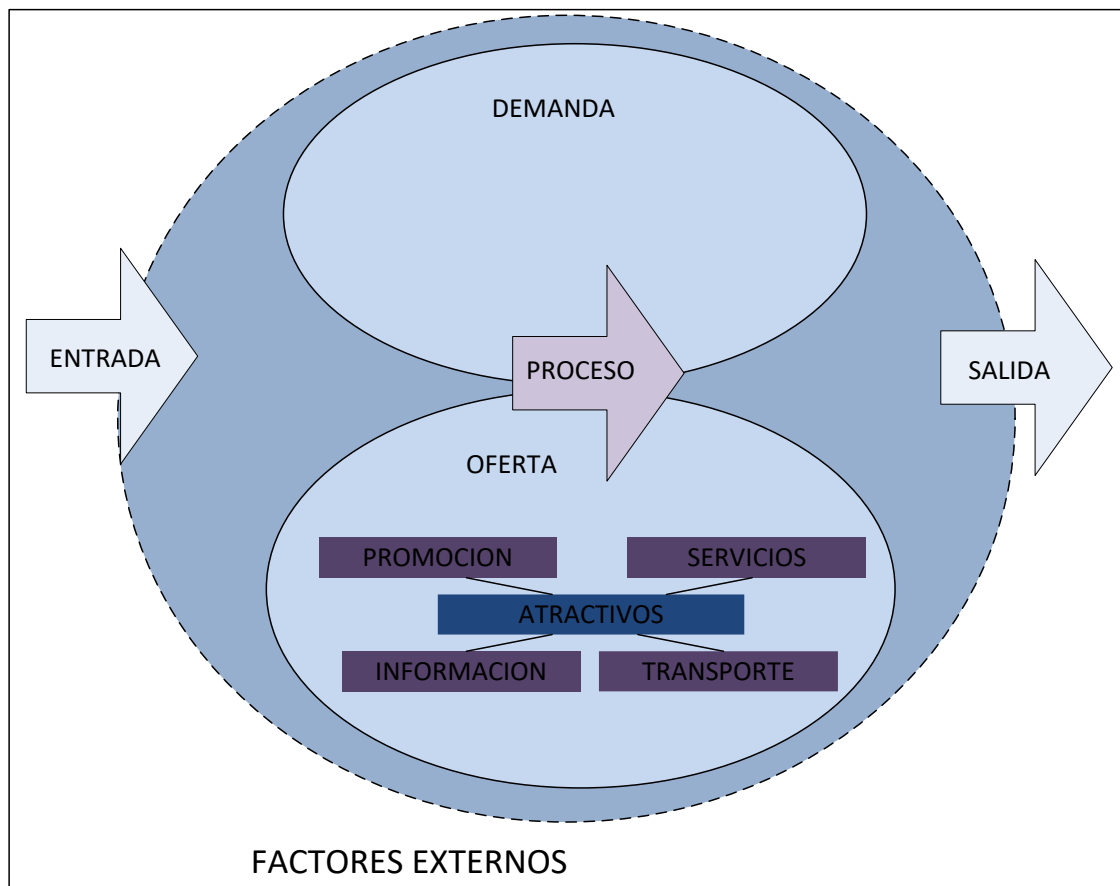 DEMANDA
ENTRADA
PROCESO
SALIDA
OFERTA
PROMOCION
SERVICIOS
ATRACTIVOS
INFORMACION
TRANSPORTE
FACTORES EXTERNOS